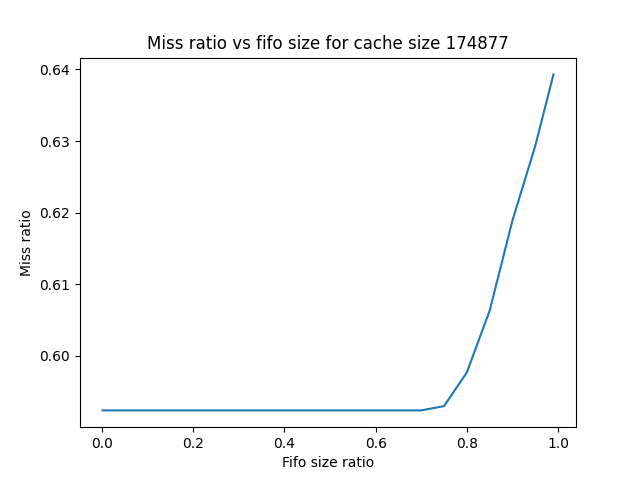 Miss ratio vs fifo size for cache size 174877
0.64
0.63
0.62
0.61
0.60
Miss ratio
0.0 0.2 0.4 0.6 0.8 1.0
Fifo size ratio